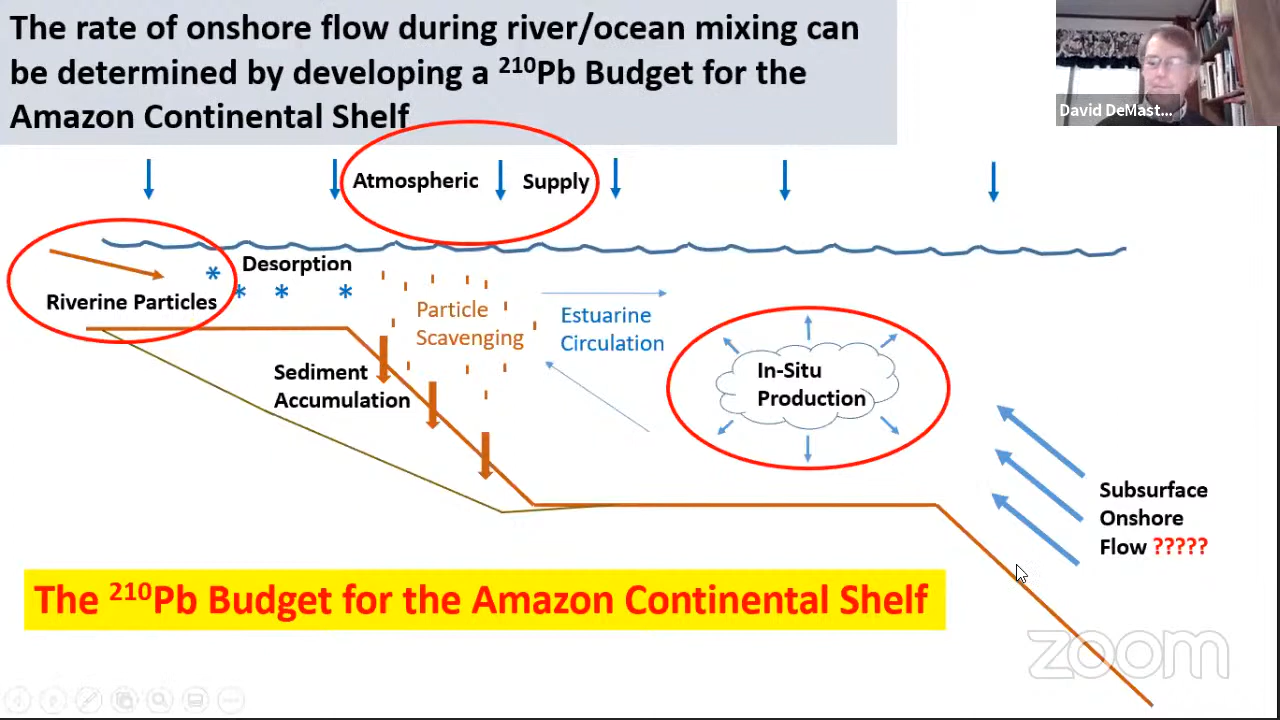 The rate of onshore flow during river/ocean mixing can
be determined by developing a ²¹⁰Pb Budget for the
Amazon Continental Shelf
David DeMast...
Atmospheric Supply
Desorption
Riverine Particles
Particle
Scavenging
Estuarine
Circulation
Sediment
Accumulation
In-Situ
Production
Subsurface
Onshore
Flow ?????
The ²¹⁰Pb Budget for the Amazon Continental Shelf
zoom